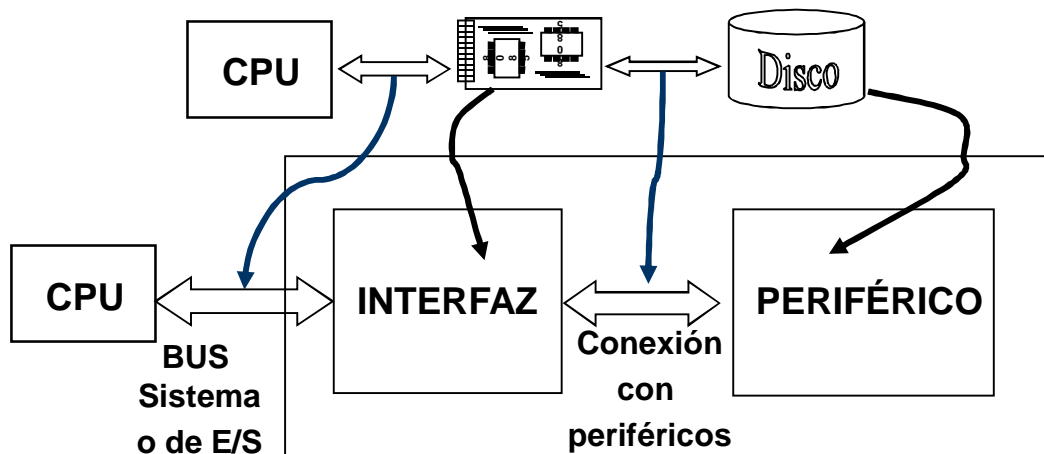 CPU
Disco
CPU
INTERFAZ
PERIFÉRICO
BUS
Sistema
o de E/S
Conexión
con
periféricos